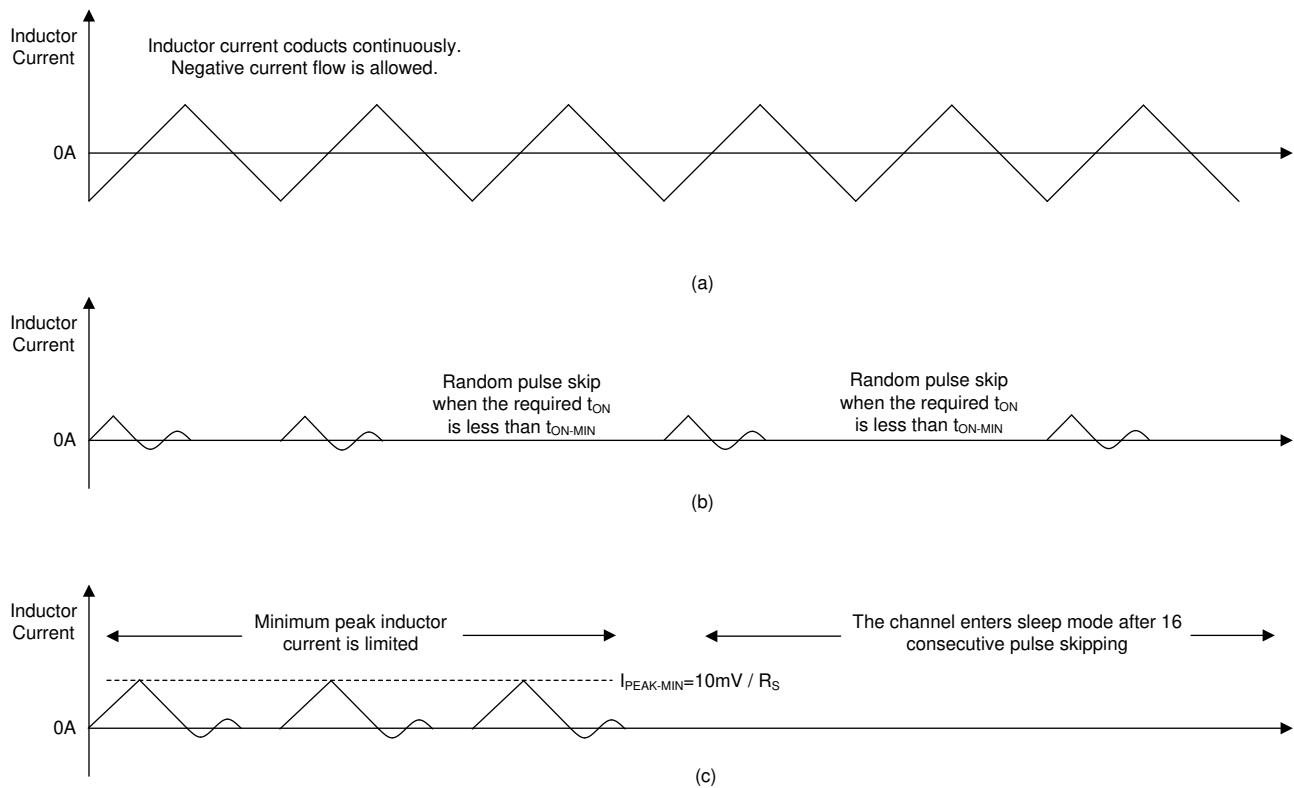 Inductor
Current
Inductor current coducts continuously.
Negative current flow is allowed.
0A
(a)
Inductor
Current
Random pulse skip
when the required tON
is less than tON-MIN
Random pulse skip
when the required tON
is less than tON-MIN
0A
(b)
Inductor
Current
Minimum peak inductor
current is limited
The channel enters sleep mode after 16
consecutive pulse skipping
IPEAK-MIN=10mV / RS
0A
(c)